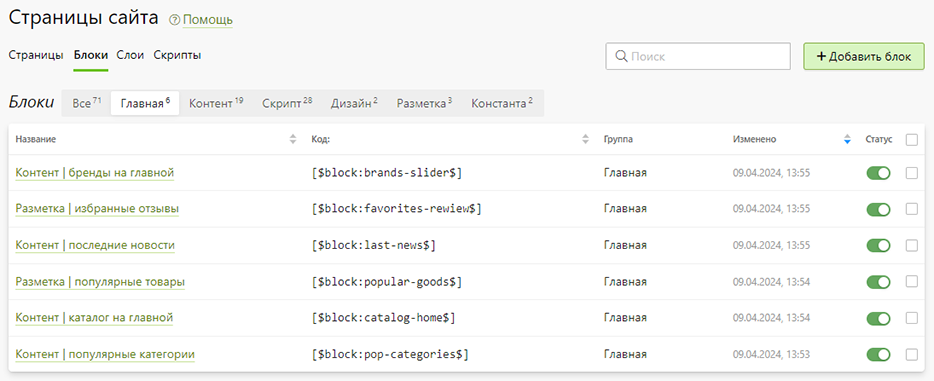 Страницы сайта ? Помощь
Страницы Блоки Слои Скрипты Поиск + Добавить блок
Блоки Все 71 Главная 6 Контент 19 Скрипт 28 Дизайн 2 Разметка 3 Константа 2
Название Код: Группа Изменено Статус
Контент | бренды на главной [$block:brands-slider$] Главная 09.04.2024, 13:55
Разметка | избранные отзывы [$block:favorites-rewiew$] Главная 09.04.2024, 13:55
Контент | последние новости [$block:last-news$] Главная 09.04.2024, 13:55
Разметка | популярные товары [$block:popular-goods$] Главная 09.04.2024, 13:54
Контент | каталог на главной [$block:catalog-home$] Главная 09.04.2024, 13:54
Контент | популярные категории [$block:pop-categories$] Главная 09.04.2024, 13:53